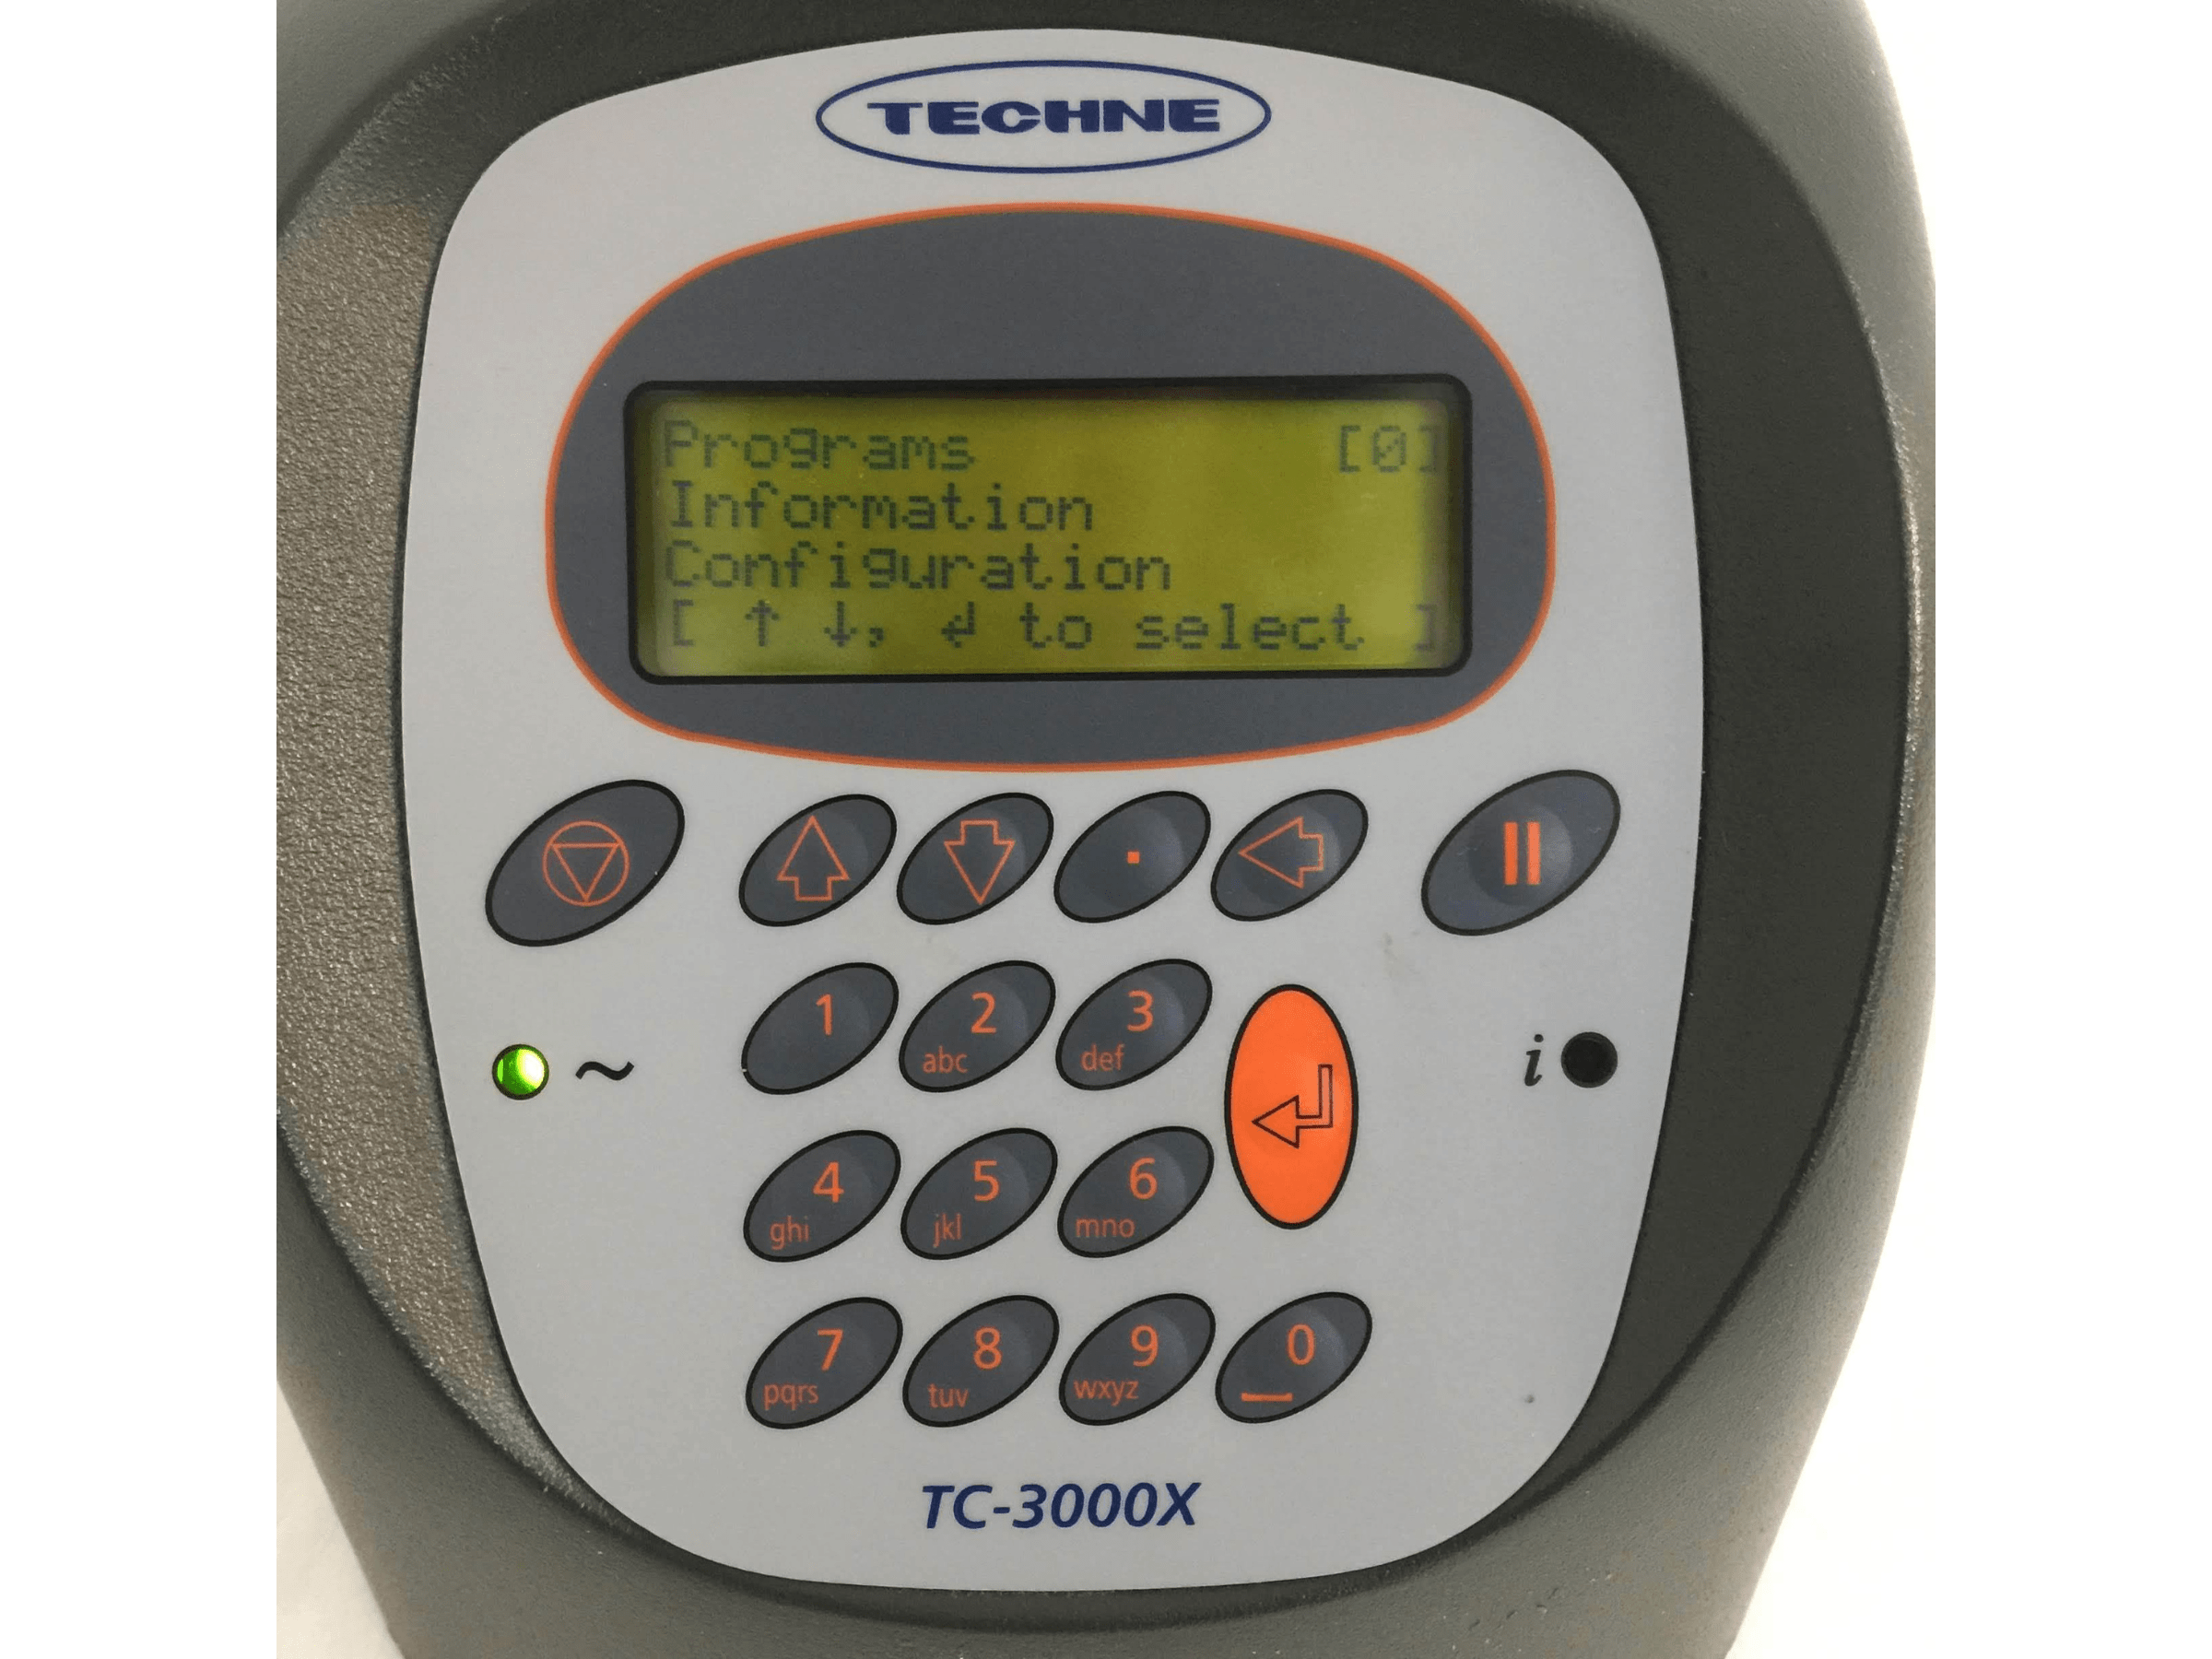 TECHNE
Programs [0]
Information
Configuration
[ ↑ ↓, ↲ to select ]
1 2 3
abc def
~ i
4 5 6
ghi jkl mno
7 8 9 0
pqrs tuv wxyz _
TC-3000X